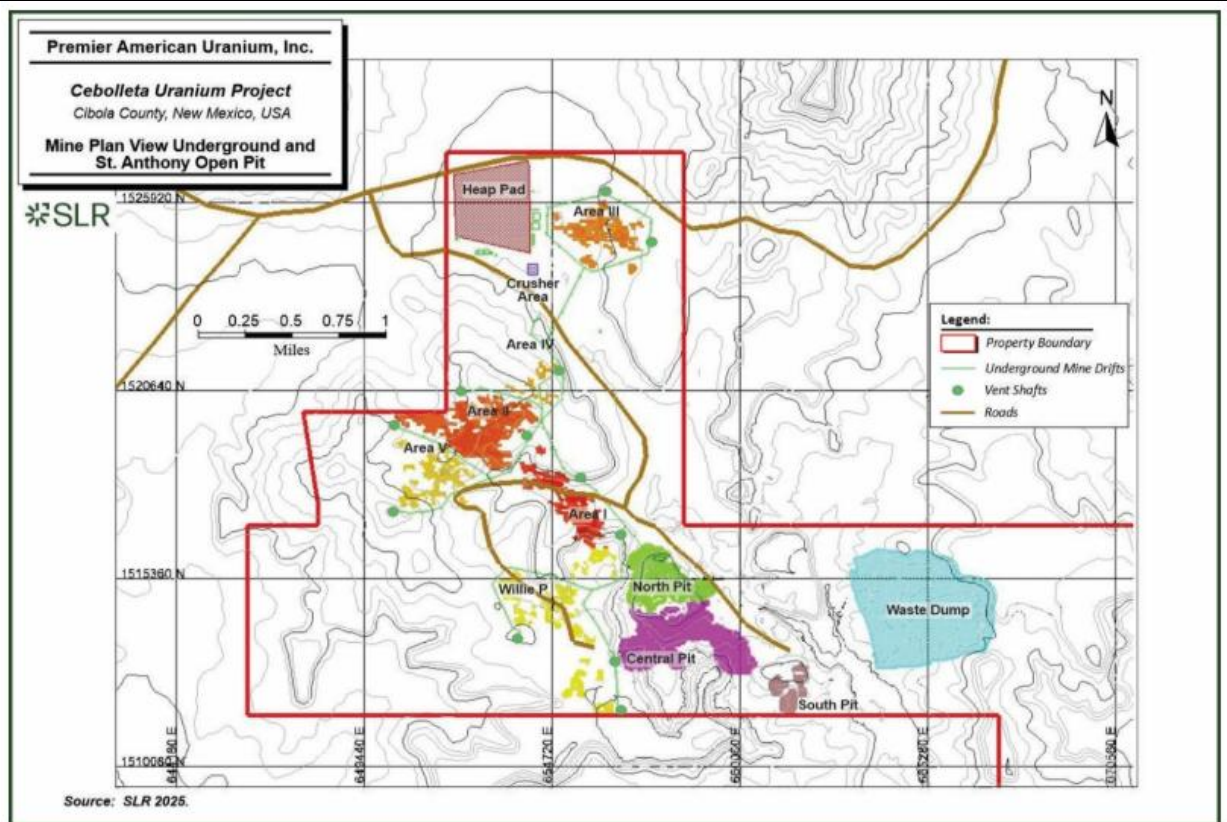 Premier American Uranium, Inc.
Cebolleta Uranium Project
Cibola County, New Mexico, USA
Mine Plan View Underground and
St. Anthony Open Pit
SLR
N
1525920 N
Heap Pad
Area III
Crusher
Area
0 0.25 0.5 0.75 1
Miles
Area IV
Legend:
Property Boundary
Underground Mine Drifts
Vent Shafts
Roads
1520640 N
Area II
Area V
Area I
1515360 N
Willie P
North Pit
Waste Dump
Central Pit
South Pit
1510080 N
649440 E
654720 E
Source: SLR 2025.